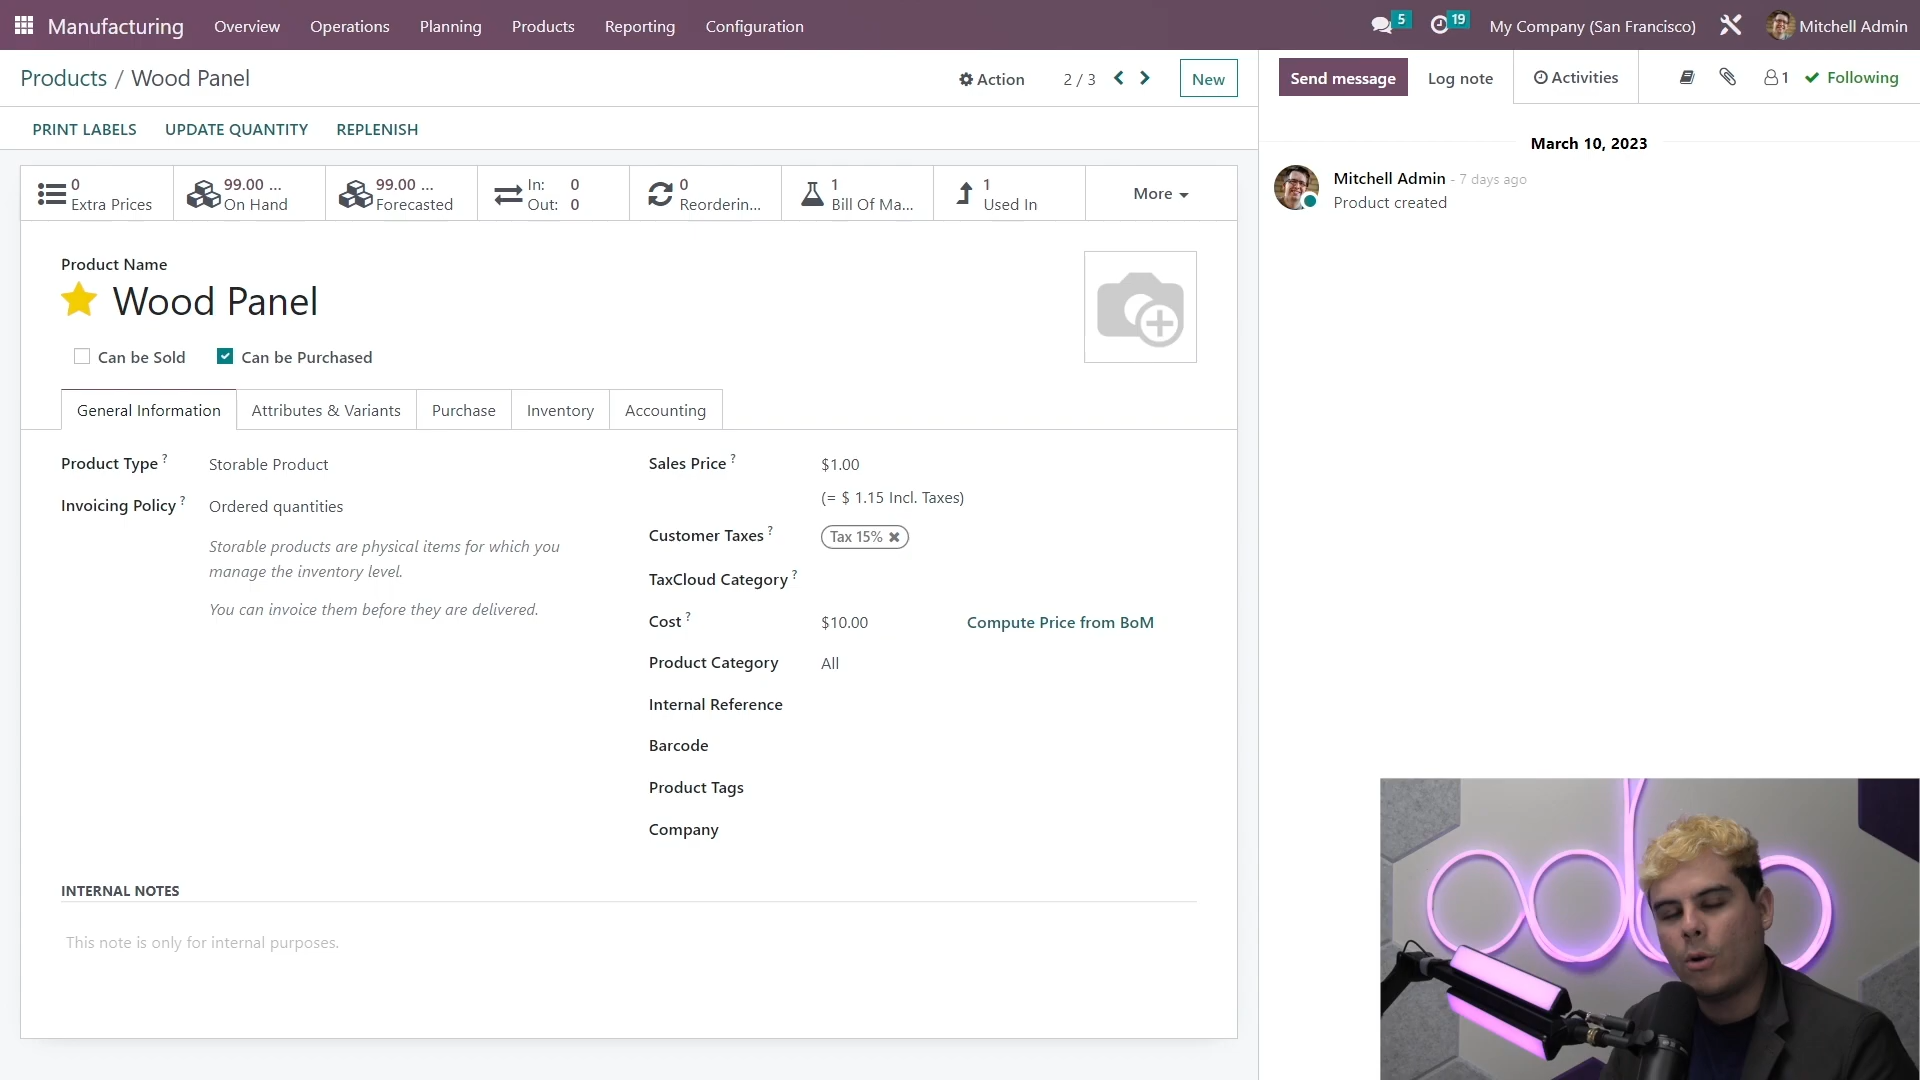 Manufacturing Overview Operations Planning Products Reporting Configuration 5 19 My Company (San Francisco) Mitchell Admin
Products / Wood Panel Action 2 / 3 New
PRINT LABELS UPDATE QUANTITY REPLENISH
0 Extra Prices
99.00 ... On Hand
99.00 ... Forecasted
In: 0
Out: 0
0 Reorderin...
1 Bill Of Ma...
1 Used In
More
Product Name
Wood Panel
Can be Sold Can be Purchased
General Information Attributes & Variants Purchase Inventory Accounting
Product Type ? Storable Product
Invoicing Policy ? Ordered quantities
Storable products are physical items for which you
manage the inventory level.
You can invoice them before they are delivered.
Sales Price ? $1.00
(= $ 1.15 Incl. Taxes)
Customer Taxes ? Tax 15%
TaxCloud Category ?
Cost ? $10.00 Compute Price from BoM
Product Category All
Internal Reference
Barcode
Product Tags
Company
INTERNAL NOTES
This note is only for internal purposes.
Send message Log note Activities 1 Following
March 10, 2023
Mitchell Admin - 7 days ago
Product created
odoo